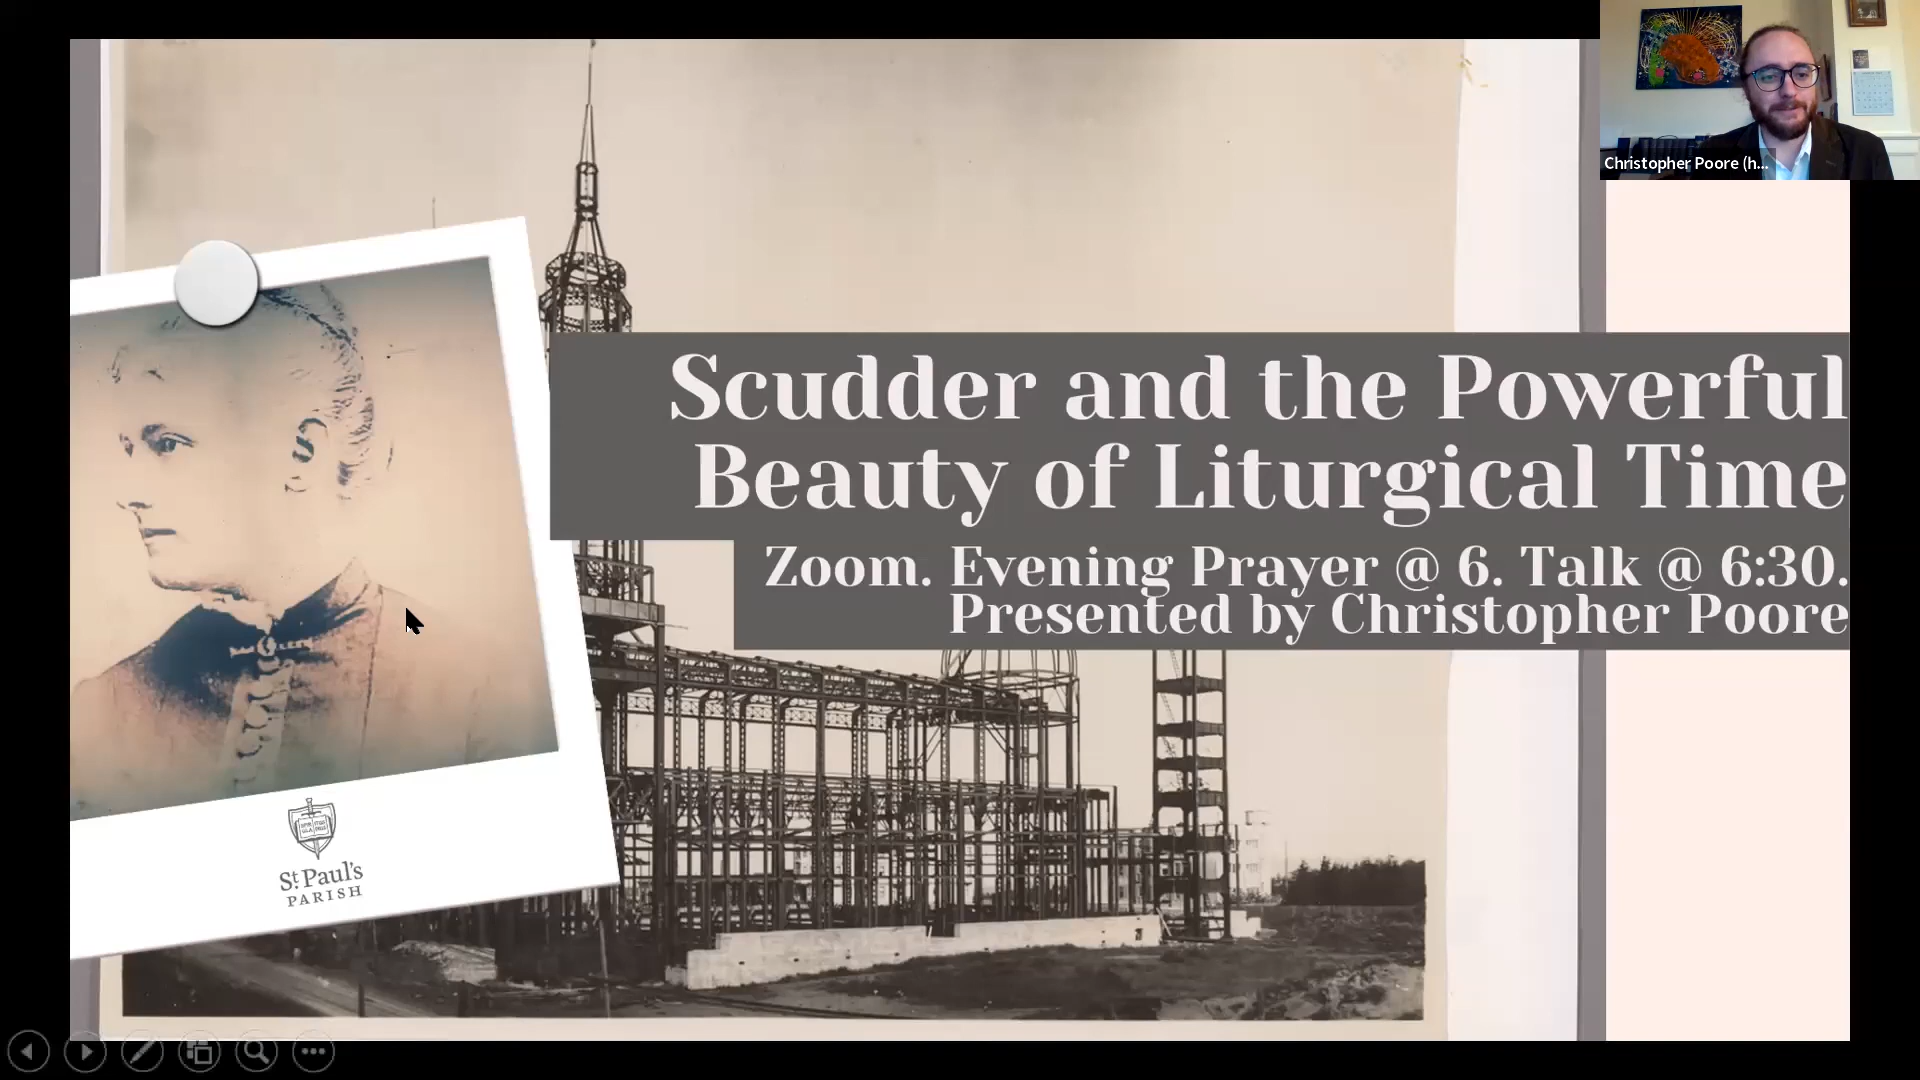 Christopher Poore (h...
Scudder and the Powerful
Beauty of Liturgical Time
Zoom. Evening Prayer @ 6. Talk @ 6:30.
Presented by Christopher Poore
St. Paul's
PARISH